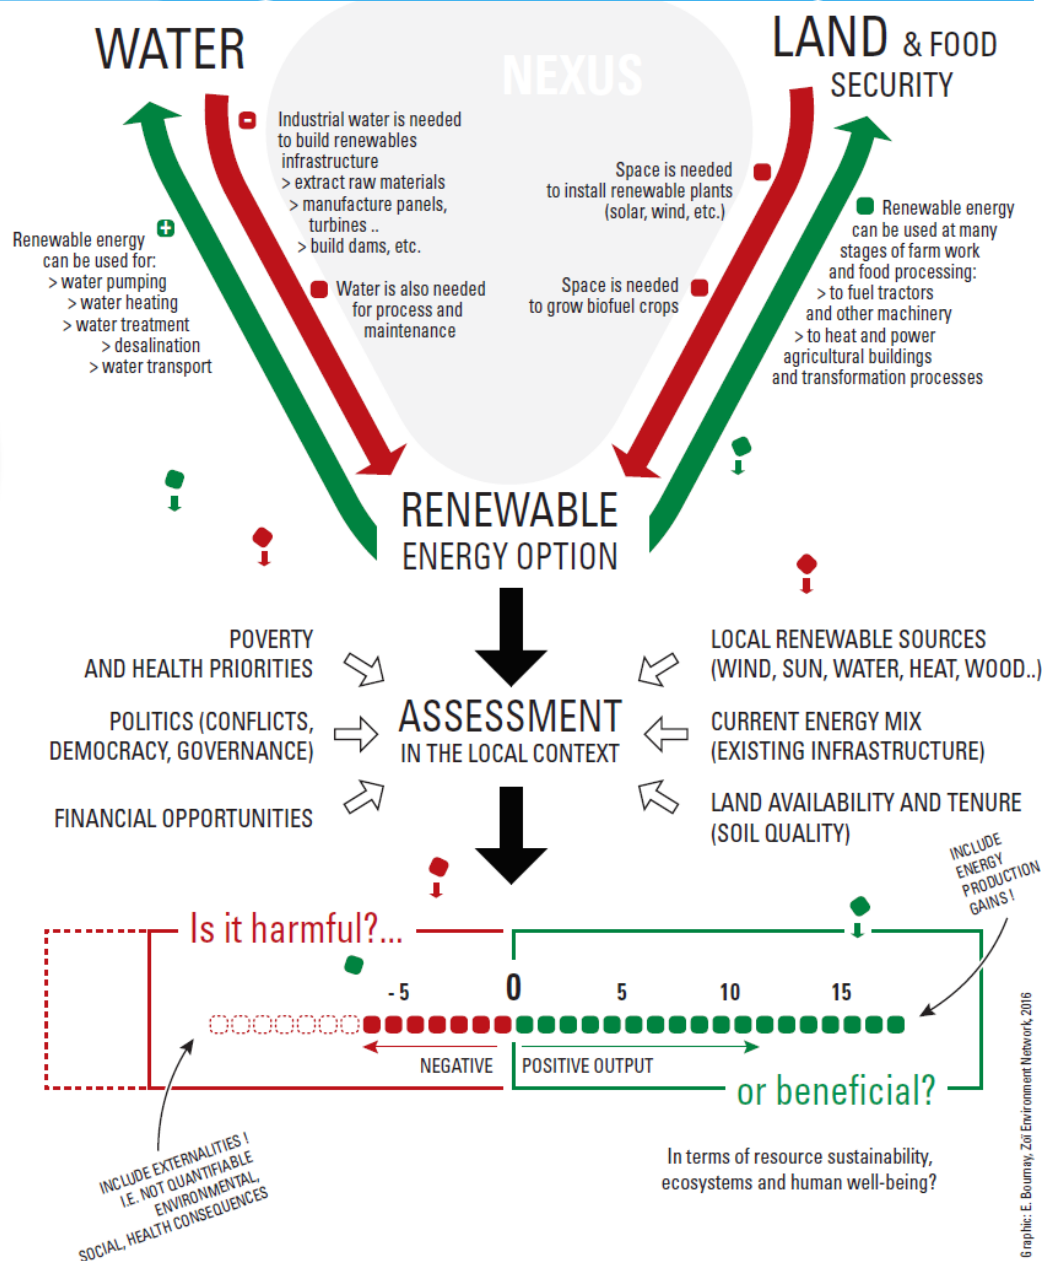 WATER
NEXUS
LAND & FOOD
SECURITY
-
Industrial water is needed
to build renewables
infrastructure
> extract raw materials
> manufacture panels,
turbines ..
> build dams, etc.
Water is also needed
for process and
maintenance
+
Renewable energy
can be used for:
> water pumping
> water heating
> water treatment
> desalination
> water transport
Space is needed
to install renewable plants
(solar, wind, etc.)
Space is needed
to grow biofuel crops
Renewable energy
can be used at many
stages of farm work
and food processing:
> to fuel tractors
and other machinery
> to heat and power
agricultural buildings
and transformation processes
RENEWABLE
ENERGY OPTION
POVERTY
AND HEALTH PRIORITIES
POLITICS (CONFLICTS,
DEMOCRACY, GOVERNANCE)
FINANCIAL OPPORTUNITIES
ASSESSMENT
IN THE LOCAL CONTEXT
LOCAL RENEWABLE SOURCES
(WIND, SUN, WATER, HEAT, WOOD..)
CURRENT ENERGY MIX
(EXISTING INFRASTRUCTURE)
LAND AVAILABILITY AND TENURE
(SOIL QUALITY)
INCLUDE
ENERGY
PRODUCTION
GAINS !
Is it harmful?...
- 5 0 5 10 15
NEGATIVE POSITIVE OUTPUT
or beneficial?
INCLUDE EXTERNALITIES !
I.E. NOT QUANTIFIABLE
ENVIRONMENTAL,
SOCIAL, HEALTH CONSEQUENCES
In terms of resource sustainability,
ecosystems and human well-being?
Graphic: E. Bournay, Zoï Environment Network, 2016